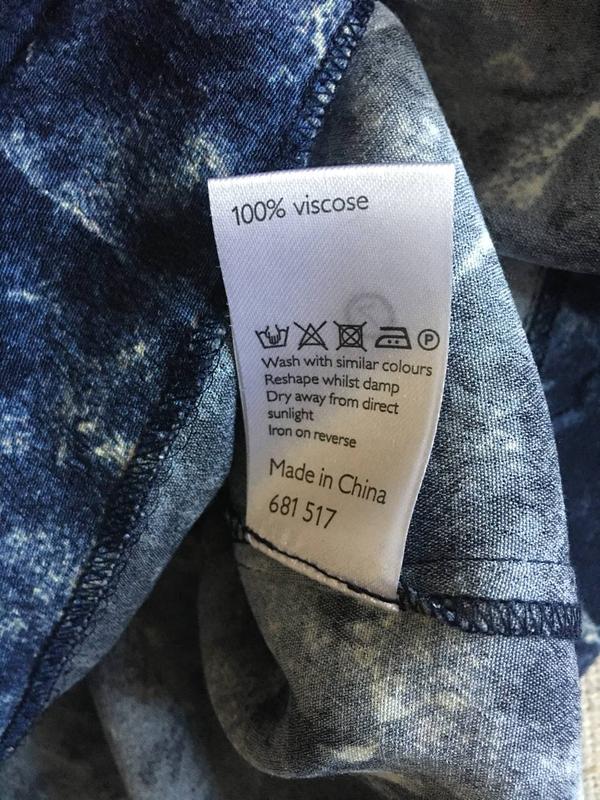 100% viscose
P
Wash with similar colours
Reshape whilst damp
Dry away from direct
sunlight
Iron on reverse
Made in China
681 517